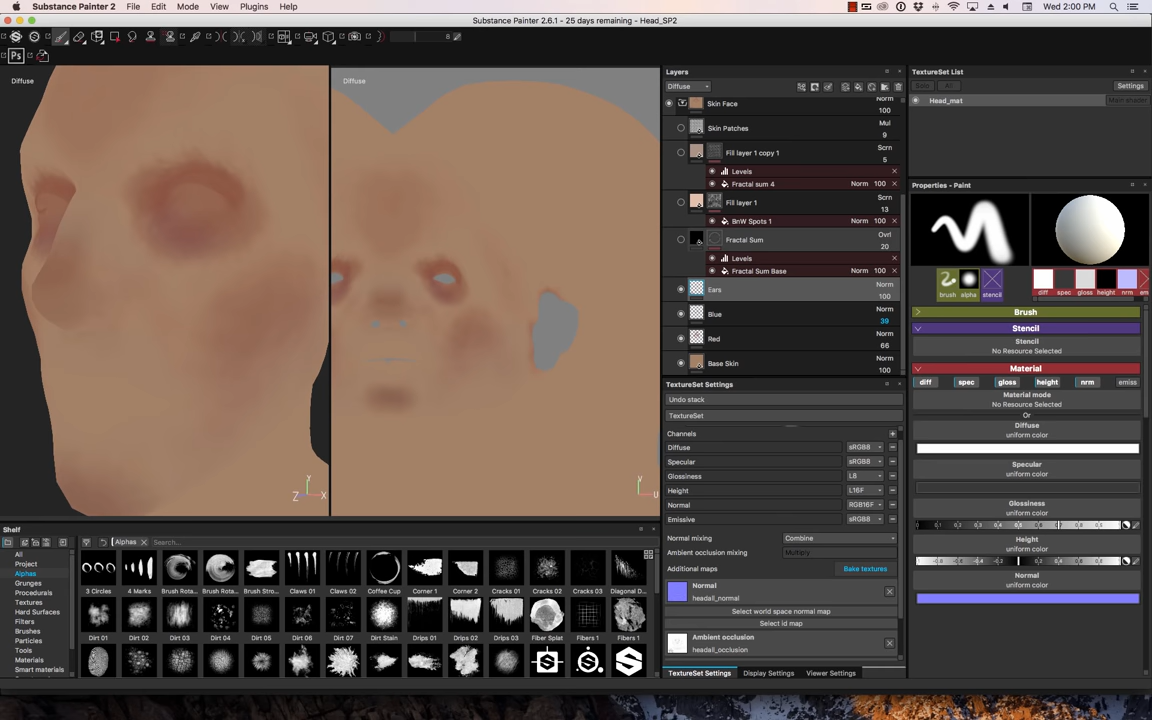 Substance Painter 2 File Edit Mode Views Plugins Help Wed 2:00 PM
Substance Painter 2.6.1 - 25 days remaining - Head_SP2
8
Ps
Diffuse
Diffuse
Y
Z X
V
U
Layers
Diffuse
Skin Face Norm
100
Skin Patches Mul
9
Fill layer 1 copy 1 Scrn
5
Levels
Fractal sum 4 Norm 100
Fill layer 1 Scrn
13
BnW Spots 1 Norm 100
Fractal Sum Ovrl
20
Levels
Fractal Sum Base Norm 100
Ears Norm
100
Blue Norm
39
Red Norm
66
Base Skin Norm
100
TextureSet Settings
Undo stack
TextureSet
Channels
Diffuse sRGB8
Specular sRGB8
Glossiness L8
Height L16F
Normal RGB16F
Emissive sRGB8
Normal mixing Combine
Ambient occlusion mixing Multiply
Additional maps Bake textures
Normal
headall_normal
Select world space normal map
Select id map
Ambient occlusion
headall_occlusion
TextureSet Settings Display Settings Viewer Settings
TextureSet List
Solo All Settings
Head_mat Main shader
Properties - Paint
brush alpha stencil
diff spec gloss height nrm em
Brush
Stencil
Stencil
No Resource Selected
Material
diff spec gloss height nrm emiss
Material mode
No Resource Selected
Or
Diffuse
uniform color
Specular
uniform color
Glossiness
uniform color
Height
uniform color
Normal
uniform color
Shelf
Alphas Search...
All
Project
Alphas
Grunges
Procedurals
Textures
Hard Surfaces
Filters
Brushes
Particles
Tools
Materials
Smart materials
3 Circles 4 Marks Brush Rota... Brush Rota... Brush Stro... Claws 01 Claws 02 Coffee Cup Corner 1 Corner 2 Cracks 01 Cracks 02 Cracks 03 Diagonal D...
Dirt 01 Dirt 02 Dirt 03 Dirt 04 Dirt 05 Dirt 06 Dirt 07 Dirt Stain Drips 01 Drips 02 Drips 03 Fiber Splat Fibers 1 Fibers 1